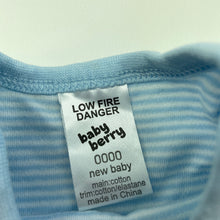 LOW FIRE
DANGER
baby
berry
0000
new baby
main:cotton
trim:cotton/elastane
made in China